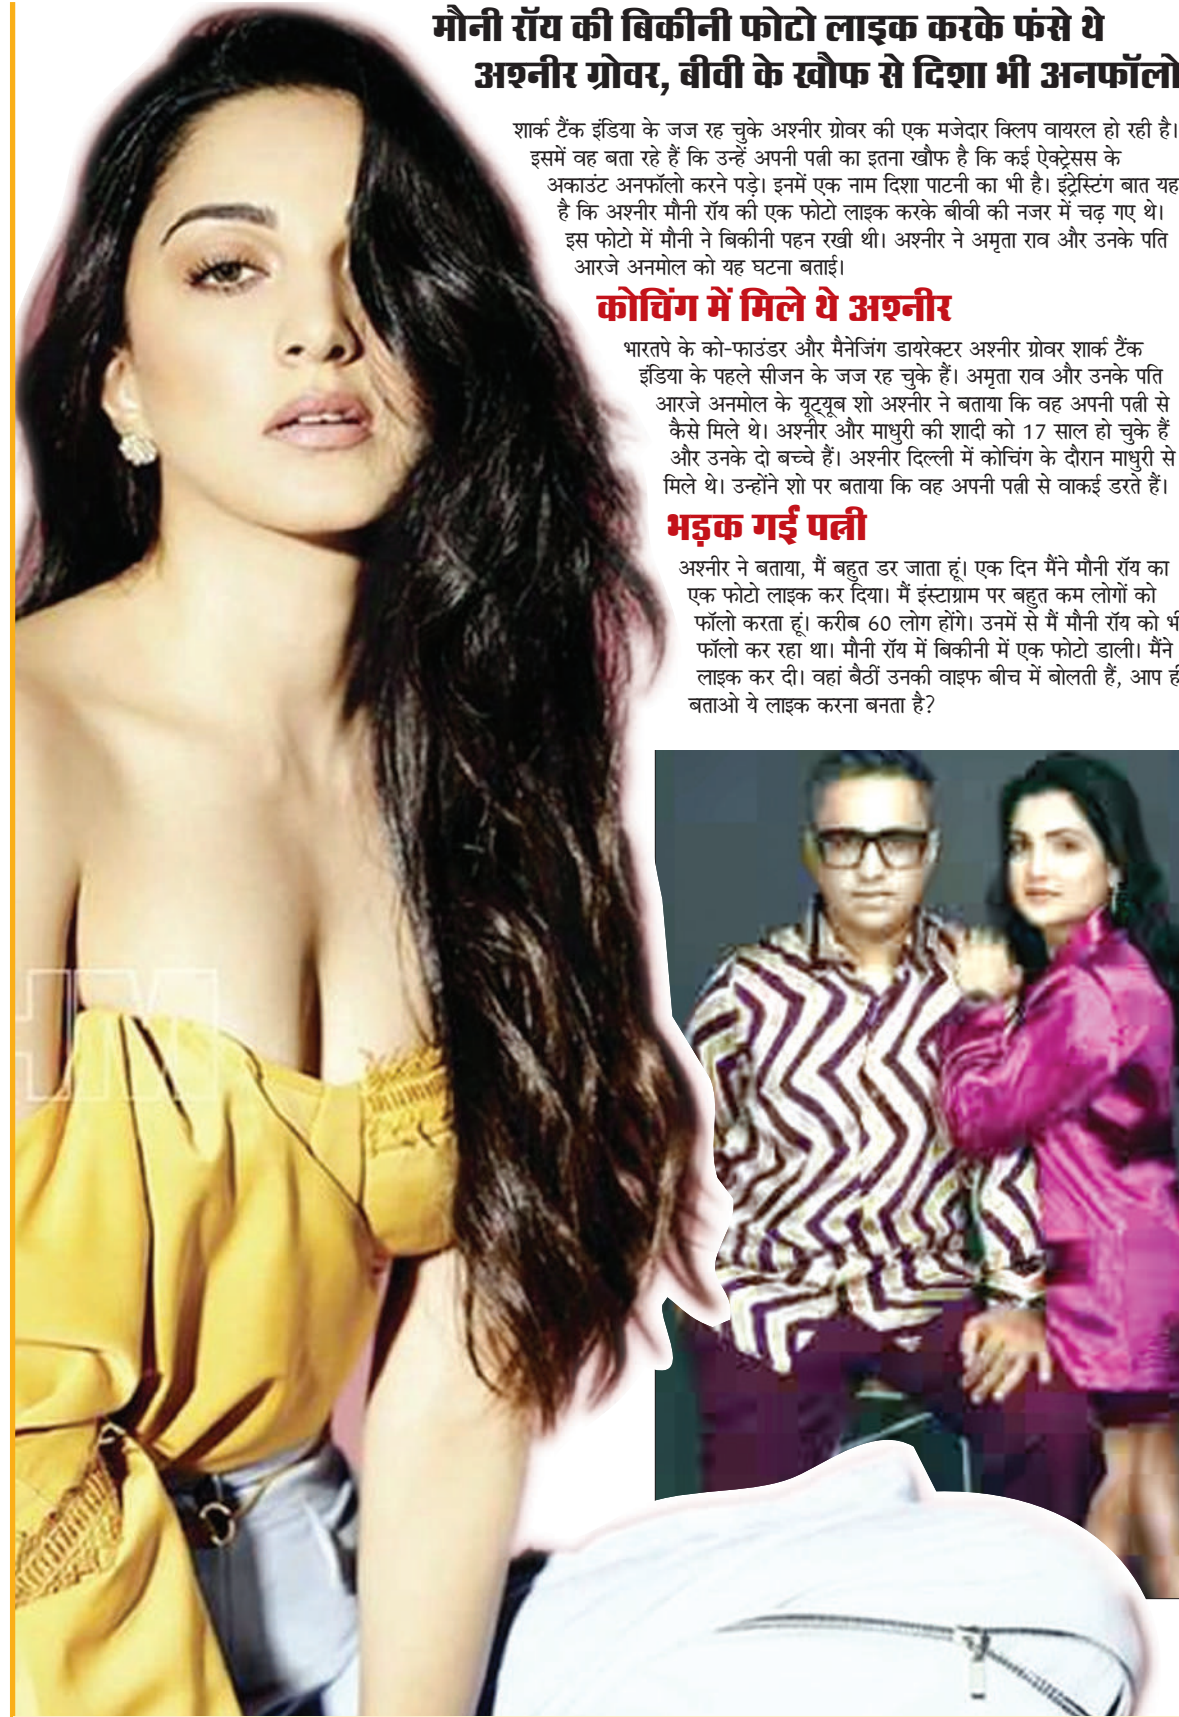 मौनी रॉय की बिकीनी फोटो लाइक करके फंसे थे
अश्नीर ग्रोवर, बीवी के खौफ से दिशा भी अनफॉलो
शार्क टैंक इंडिया के जज रह चुके अश्नीर ग्रोवर की एक मजेदार क्लिप वायरल हो रही है।
इसमें वह बता रहे हैं कि उन्हें अपनी पत्नी का इतना खौफ है कि कई ऐक्ट्रेसस के
अकाउंट अनफॉलो करने पड़े। इनमें एक नाम दिशा पाटनी का भी है। इंट्रेस्टिंग बात यह
है कि अश्नीर मौनी रॉय की एक फोटो लाइक करके बीवी की नजर में चढ़ गए थे।
इस फोटो में मौनी ने बिकीनी पहन रखी थी। अश्नीर ने अमृता राव और उनके पति
आरजे अनमोल को यह घटना बताई।
कोचिंग में मिले थे अश्नीर
भारतपे के को-फाउंडर और मैनेजिंग डायरेक्टर अश्नीर ग्रोवर शार्क टैंक
इंडिया के पहले सीजन के जज रह चुके हैं। अमृता राव और उनके पति
आरजे अनमोल के यूट्यूब शो अश्नीर ने बताया कि वह अपनी पत्नी से
कैसे मिले थे। अश्नीर और माधुरी की शादी को 17 साल हो चुके हैं
और उनके दो बच्चे हैं। अश्नीर दिल्ली में कोचिंग के दौरान माधुरी से
मिले थे। उन्होंने शो पर बताया कि वह अपनी पत्नी से वाकई डरते हैं।
भड़क गईं पत्नी
अश्नीर ने बताया, मैं बहुत डर जाता हूं। एक दिन मैंने मौनी रॉय का
एक फोटो लाइक कर दिया। मैं इंस्टाग्राम पर बहुत कम लोगों को
फॉलो करता हूं। करीब 60 लोग होंगे। उनमें से मैं मौनी रॉय को भी
फॉलो कर रहा था। मौनी रॉय में बिकीनी में एक फोटो डाली। मैंने
लाइक कर दी। वहां बैठीं उनकी वाइफ बीच में बोलती हैं, आप ही
बताओ ये लाइक करना बनता है?